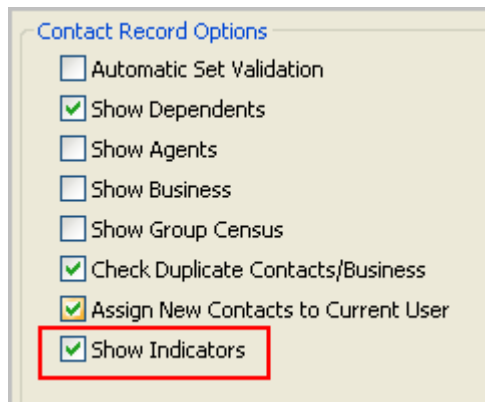 Contact Record Options
Automatic Set Validation
Show Dependents
Show Agents
Show Business
Show Group Census
Check Duplicate Contacts/Business
Assign New Contacts to Current User
Show Indicators